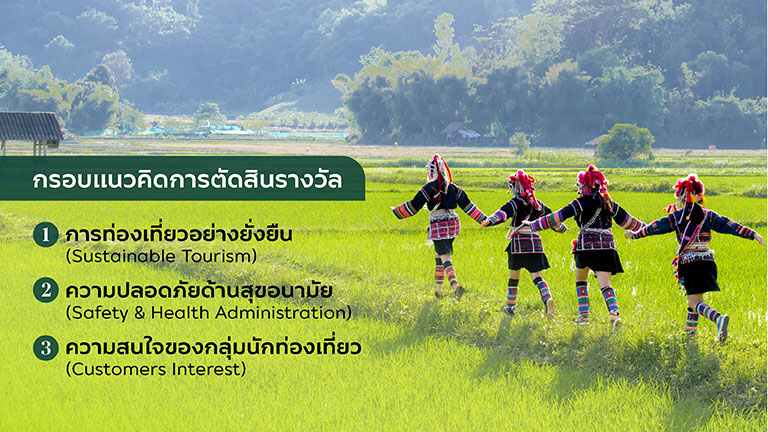 กรอบแนวคิดการตัดสินรางวัล
1 การท่องเที่ยวอย่างยั่งยืน
(Sustainable Tourism)
2 ความปลอดภัยด้านสุขอนามัย
(Safety & Health Administration)
3 ความสนใจของกลุ่มนักท่องเที่ยว
(Customers Interest)